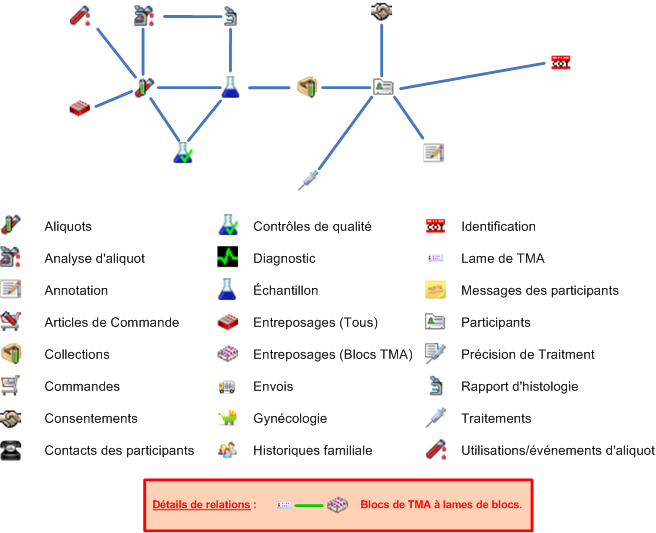 Aliquots
Contrôles de qualité
Identification
Analyse d'aliquot
Diagnostic
Lame de TMA
Annotation
Échantillon
Messages des participants
Articles de Commande
Entreposages (Tous)
Participants
Collections
Entreposages (Blocs TMA)
Précision de Traitment
Commandes
Envois
Rapport d'histologie
Consentements
Gynécologie
Traitements
Contacts des participants
Historiques familiale
Utilisations/événements d'aliquot
Détails de relations :
Blocs de TMA à lames de blocs.